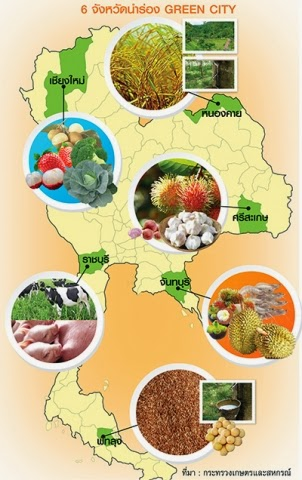 6 จังหวัดนำร่อง GREEN CITY
เชียงใหม่
หนองคาย
ศรีสะเกษ
ราชบุรี
จันทบุรี
พัทลุง
ที่มา : กระทรวงเกษตรและสหกรณ์